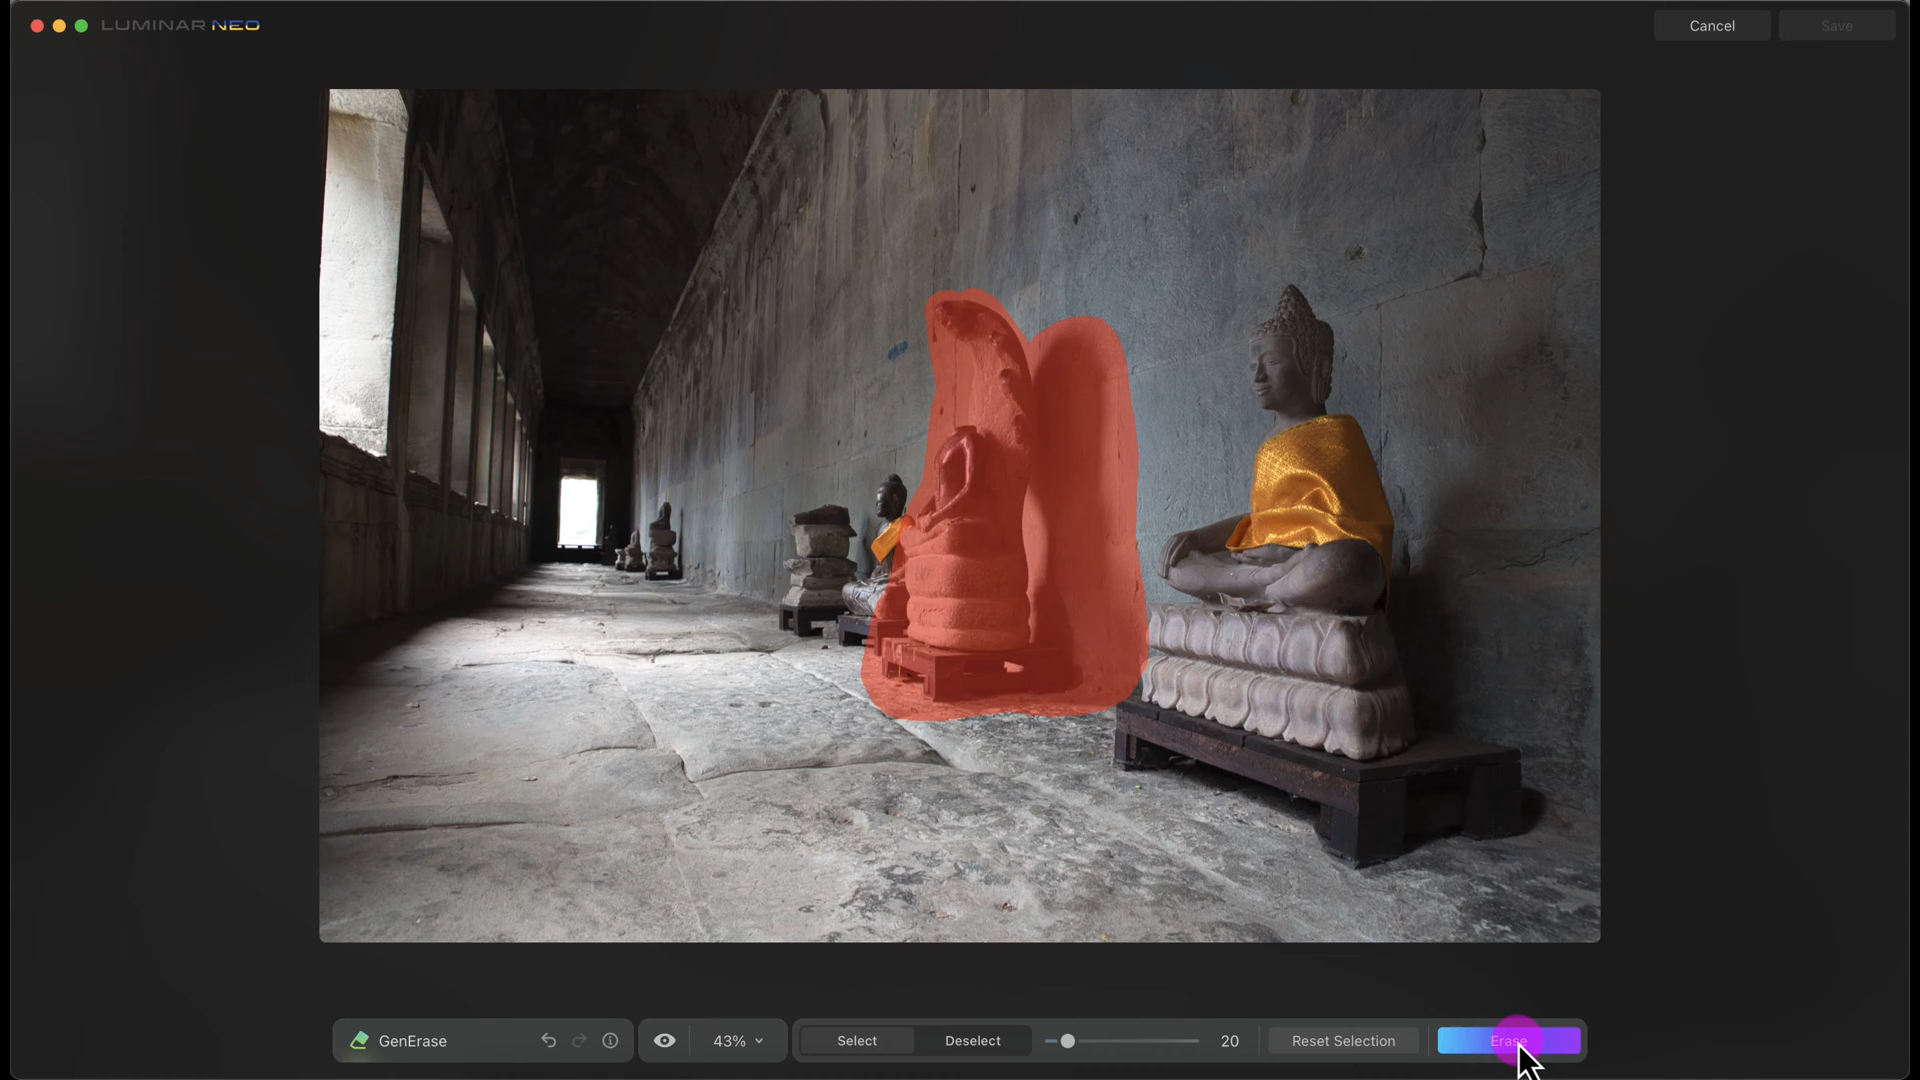 LUMINAR NEO
Cancel
Save
GenErase
43%
Select
Deselect
20
Reset Selection
Erase